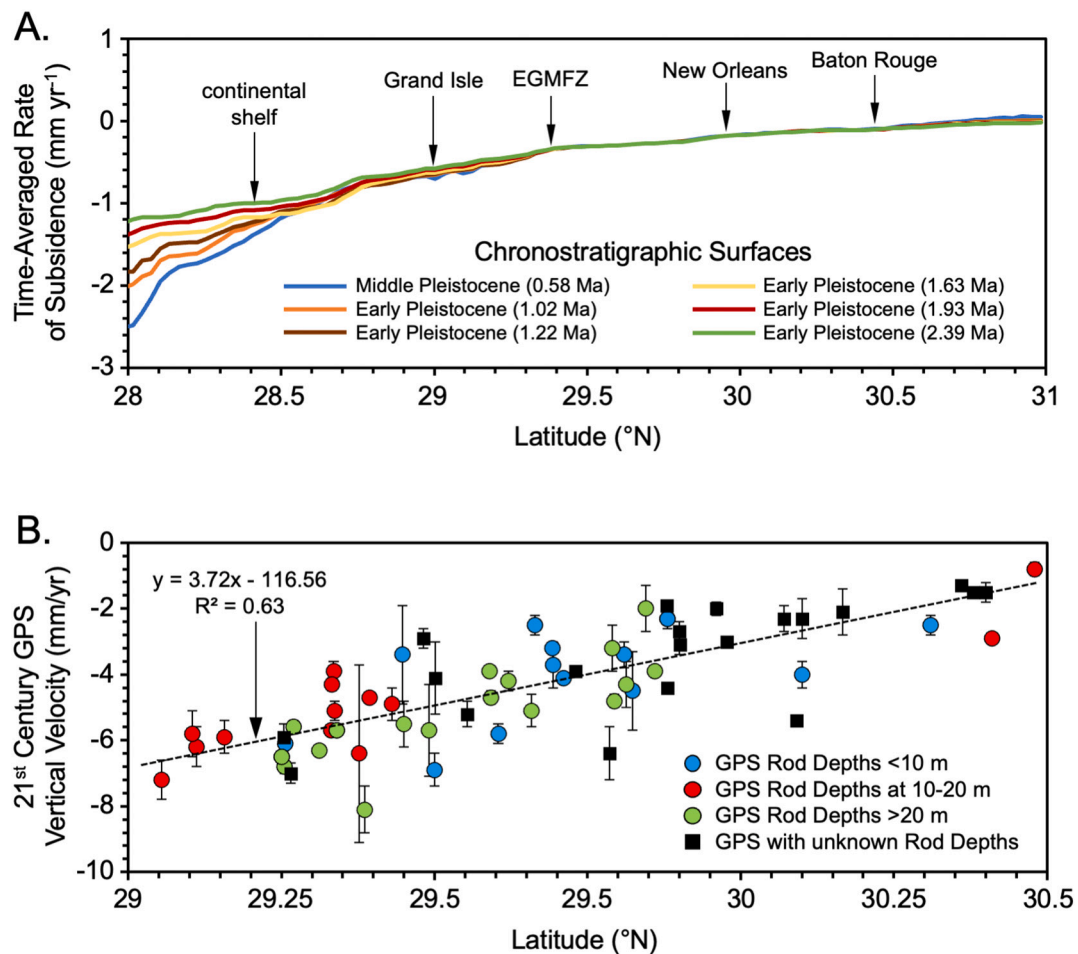 A.
Time-Averaged Rate
of Subsidence (mm yr⁻¹)
1
0
-1
-2
-3
continental
shelf
Grand Isle
EGMFZ
New Orleans
Baton Rouge
Chronostratigraphic Surfaces
Middle Pleistocene (0.58 Ma)
Early Pleistocene (1.02 Ma)
Early Pleistocene (1.22 Ma)
Early Pleistocene (1.63 Ma)
Early Pleistocene (1.93 Ma)
Early Pleistocene (2.39 Ma)
28 28.5 29 29.5 30 30.5 31
Latitude (°N)
B.
21st Century GPS
Vertical Velocity (mm/yr)
0
-2
-4
-6
-8
-10
y = 3.72x - 116.56
R² = 0.63
GPS Rod Depths <10 m
GPS Rod Depths at 10-20 m
GPS Rod Depths >20 m
GPS with unknown Rod Depths
29 29.25 29.5 29.5 30 30.25 30.5
Latitude (°N)